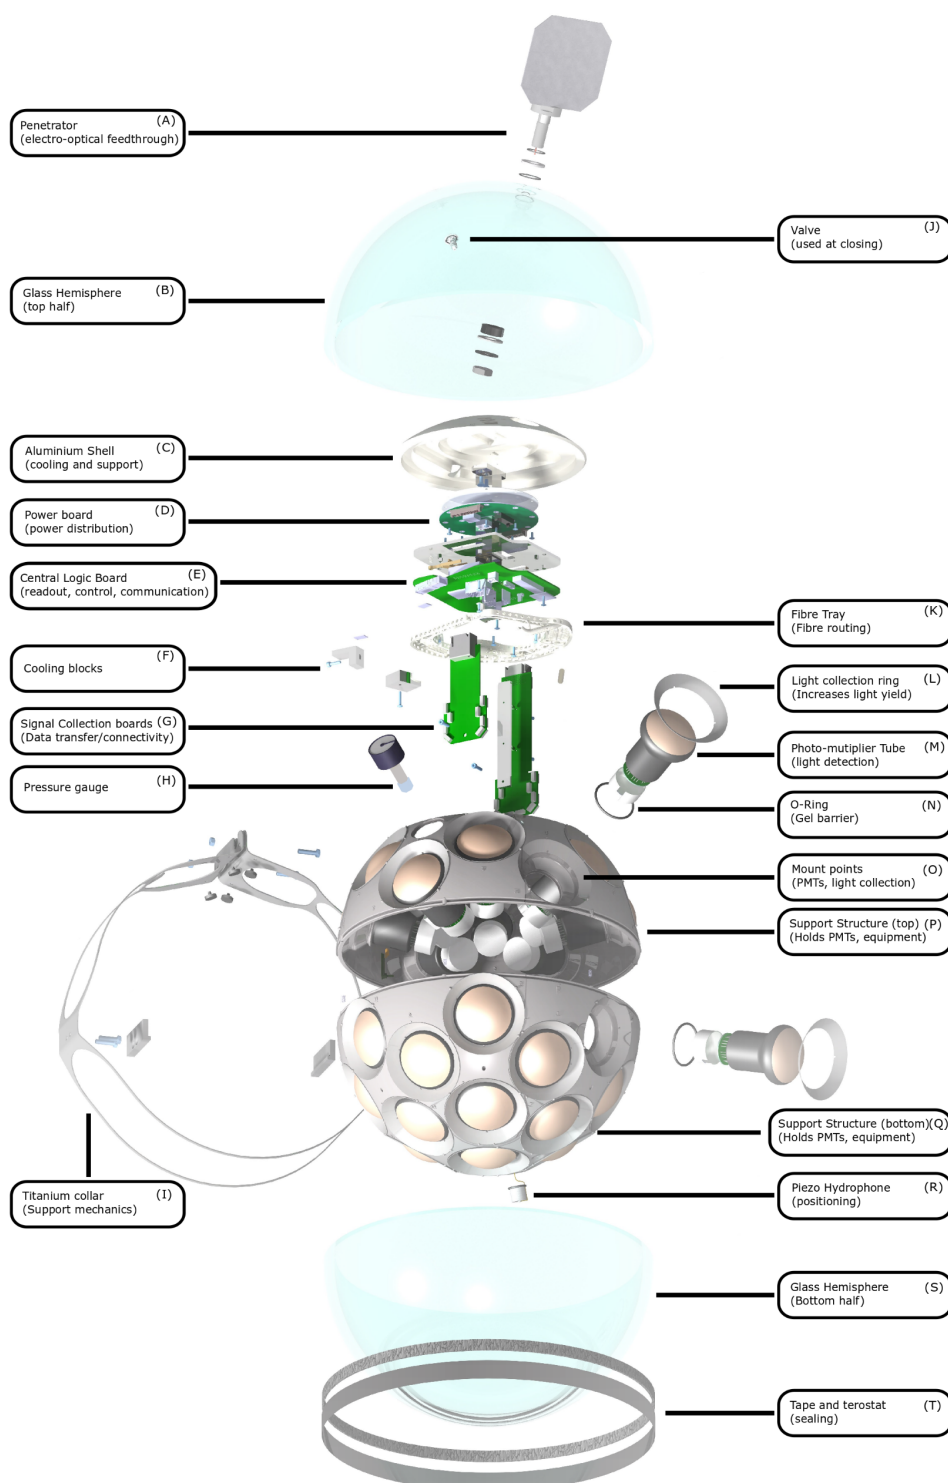 Penetrator (A)
(electro-optical feedthrough)
Valve (J)
(used at closing)
Glass Hemisphere (B)
(top half)
Aluminium Shell (C)
(cooling and support)
Power board (D)
(power distribution)
Central Logic Board (E)
(readout, control, communication)
Fibre Tray (K)
(Fibre routing)
Cooling blocks (F)
Light collection ring (L)
(Increases light yield)
Signal Collection boards (G)
(Data transfer/connectivity)
Photo-mutiplier Tube (M)
(light detection)
Pressure gauge (H)
O-Ring (N)
(Gel barrier)
Mount points (O)
(PMTs, light collection)
Support Structure (top) (P)
(Holds PMTs, equipment)
Support Structure (bottom)(Q)
(Holds PMTs, equipment)
Titanium collar (I)
(Support mechanics)
Piezo Hydrophone (R)
(positioning)
Glass Hemisphere (S)
(Bottom half)
Tape and terostat (T)
(sealing)